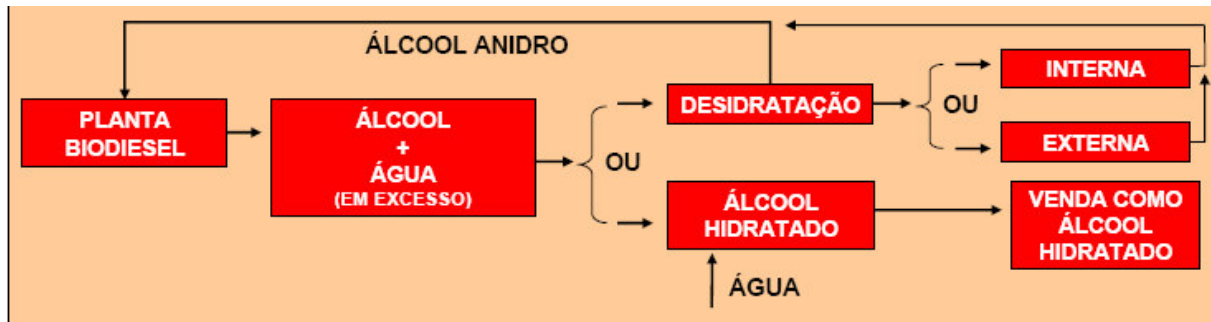 ÁLCOOL ANIDRO
PLANTA
BIODIESEL
ÁLCOOL
+
ÁGUA
(EM EXCESSO)
OU
DESIDRATAÇÃO
OU
INTERNA
EXTERNA
ÁLCOOL
HIDRATADO
ÁGUA
VENDA COMO
ÁLCOOL
HIDRATADO